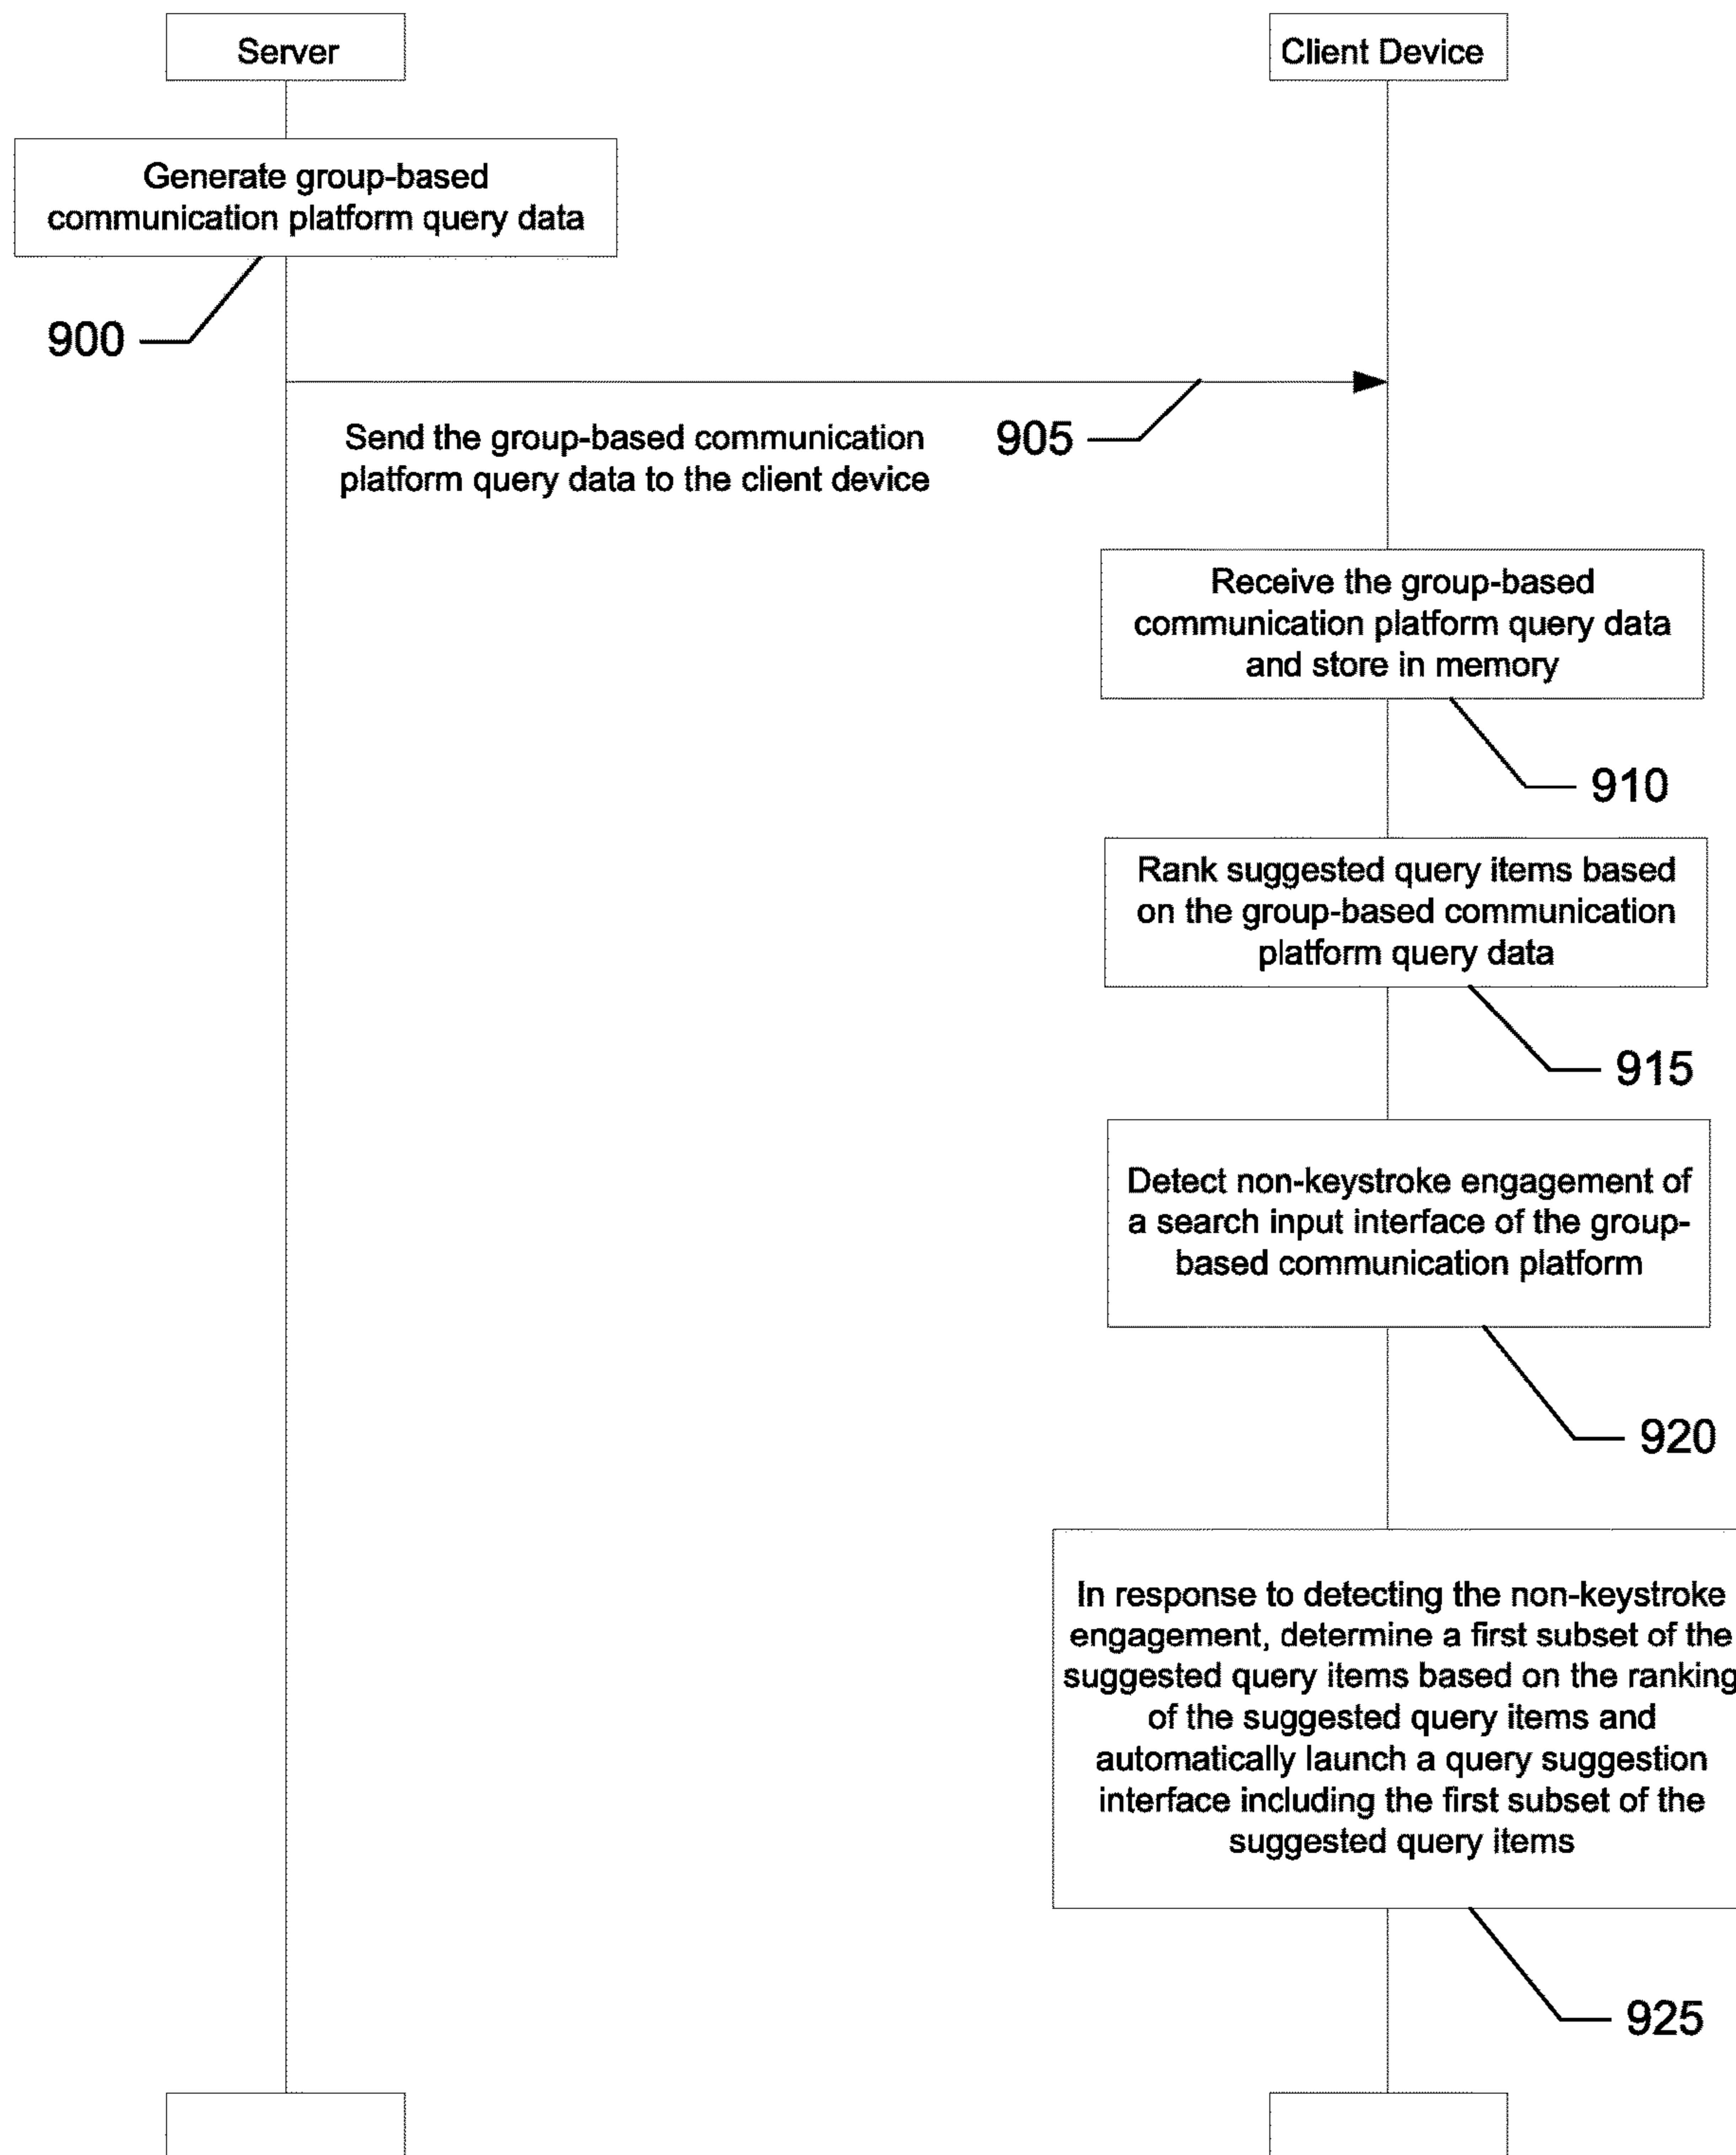 Server
Client Device
Generate group-based
communication platform query data
900
Send the group-based communication
platform query data to the client device
905
Receive the group-based
communication platform query data
and store in memory
910
Rank suggested query items based
on the group-based communication
platform query data
915
Detect non-keystroke engagement of
a search input interface of the group-
based communication platform
920
In response to detecting the non-keystroke
engagement, determine a first subset of the
suggested query items based on the ranking
of the suggested query items and
automatically launch a query suggestion
interface including the first subset of the
suggested query items
925